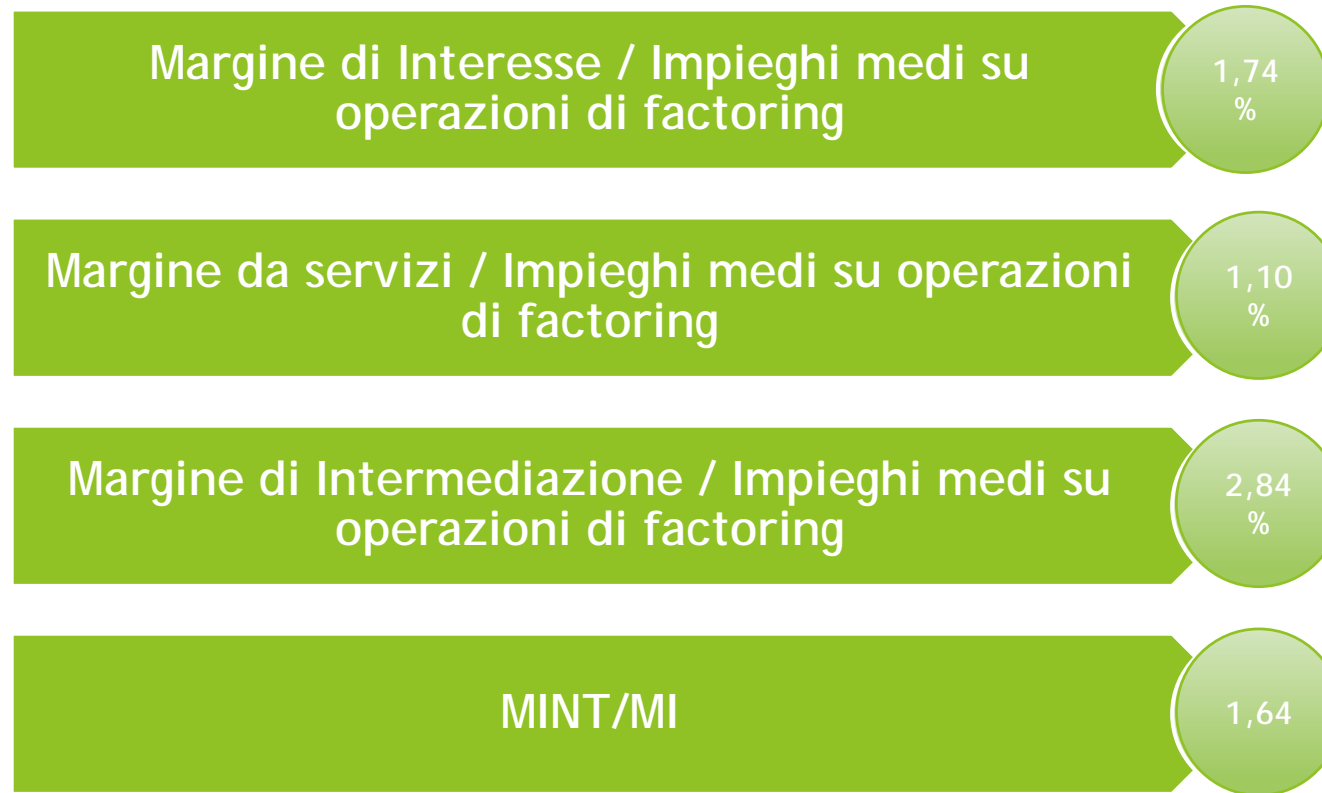 Margine di Interesse / Impieghi medi su
operazioni di factoring
1,74
%
Margine da servizi / Impieghi medi su operazioni
di factoring
1,10
%
Margine di Intermediazione / Impieghi medi su
operazioni di factoring
2,84
%
MINT/MI
1,64